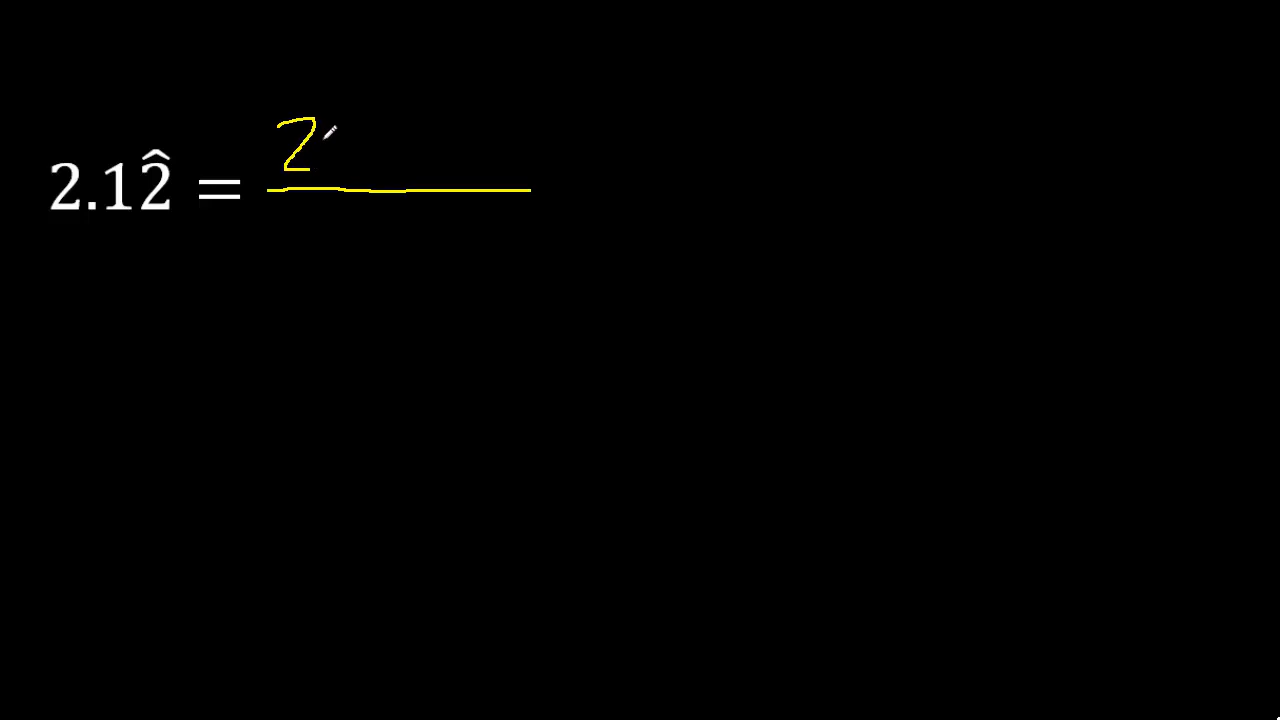 2.12̂ = 2